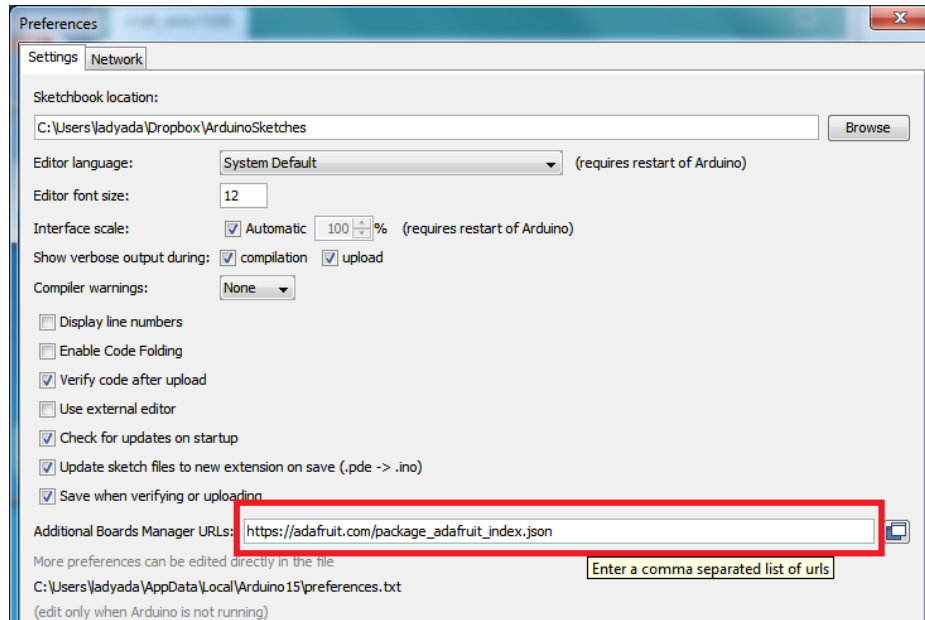 Preferences
Settings Network
Sketchbook location:
C:\Users\ladyada\Dropbox\ArduinoSketches Browse
Editor language: System Default (requires restart of Arduino)
Editor font size: 12
Interface scale: Automatic 100 % (requires restart of Arduino)
Show verbose output during: compilation upload
Compiler warnings: None
Display line numbers
Enable Code Folding
Verify code after upload
Use external editor
Check for updates on startup
Update sketch files to new extension on save (.pde -> .ino)
Save when verifying or uploading
Additional Boards Manager URLs: https://adafruit.com/package_adafruit_index.json
More preferences can be edited directly in the file
Enter a comma separated list of urls
C:\Users\ladyada\AppData\Local\Arduino15\preferences.txt
(edit only when Arduino is not running)